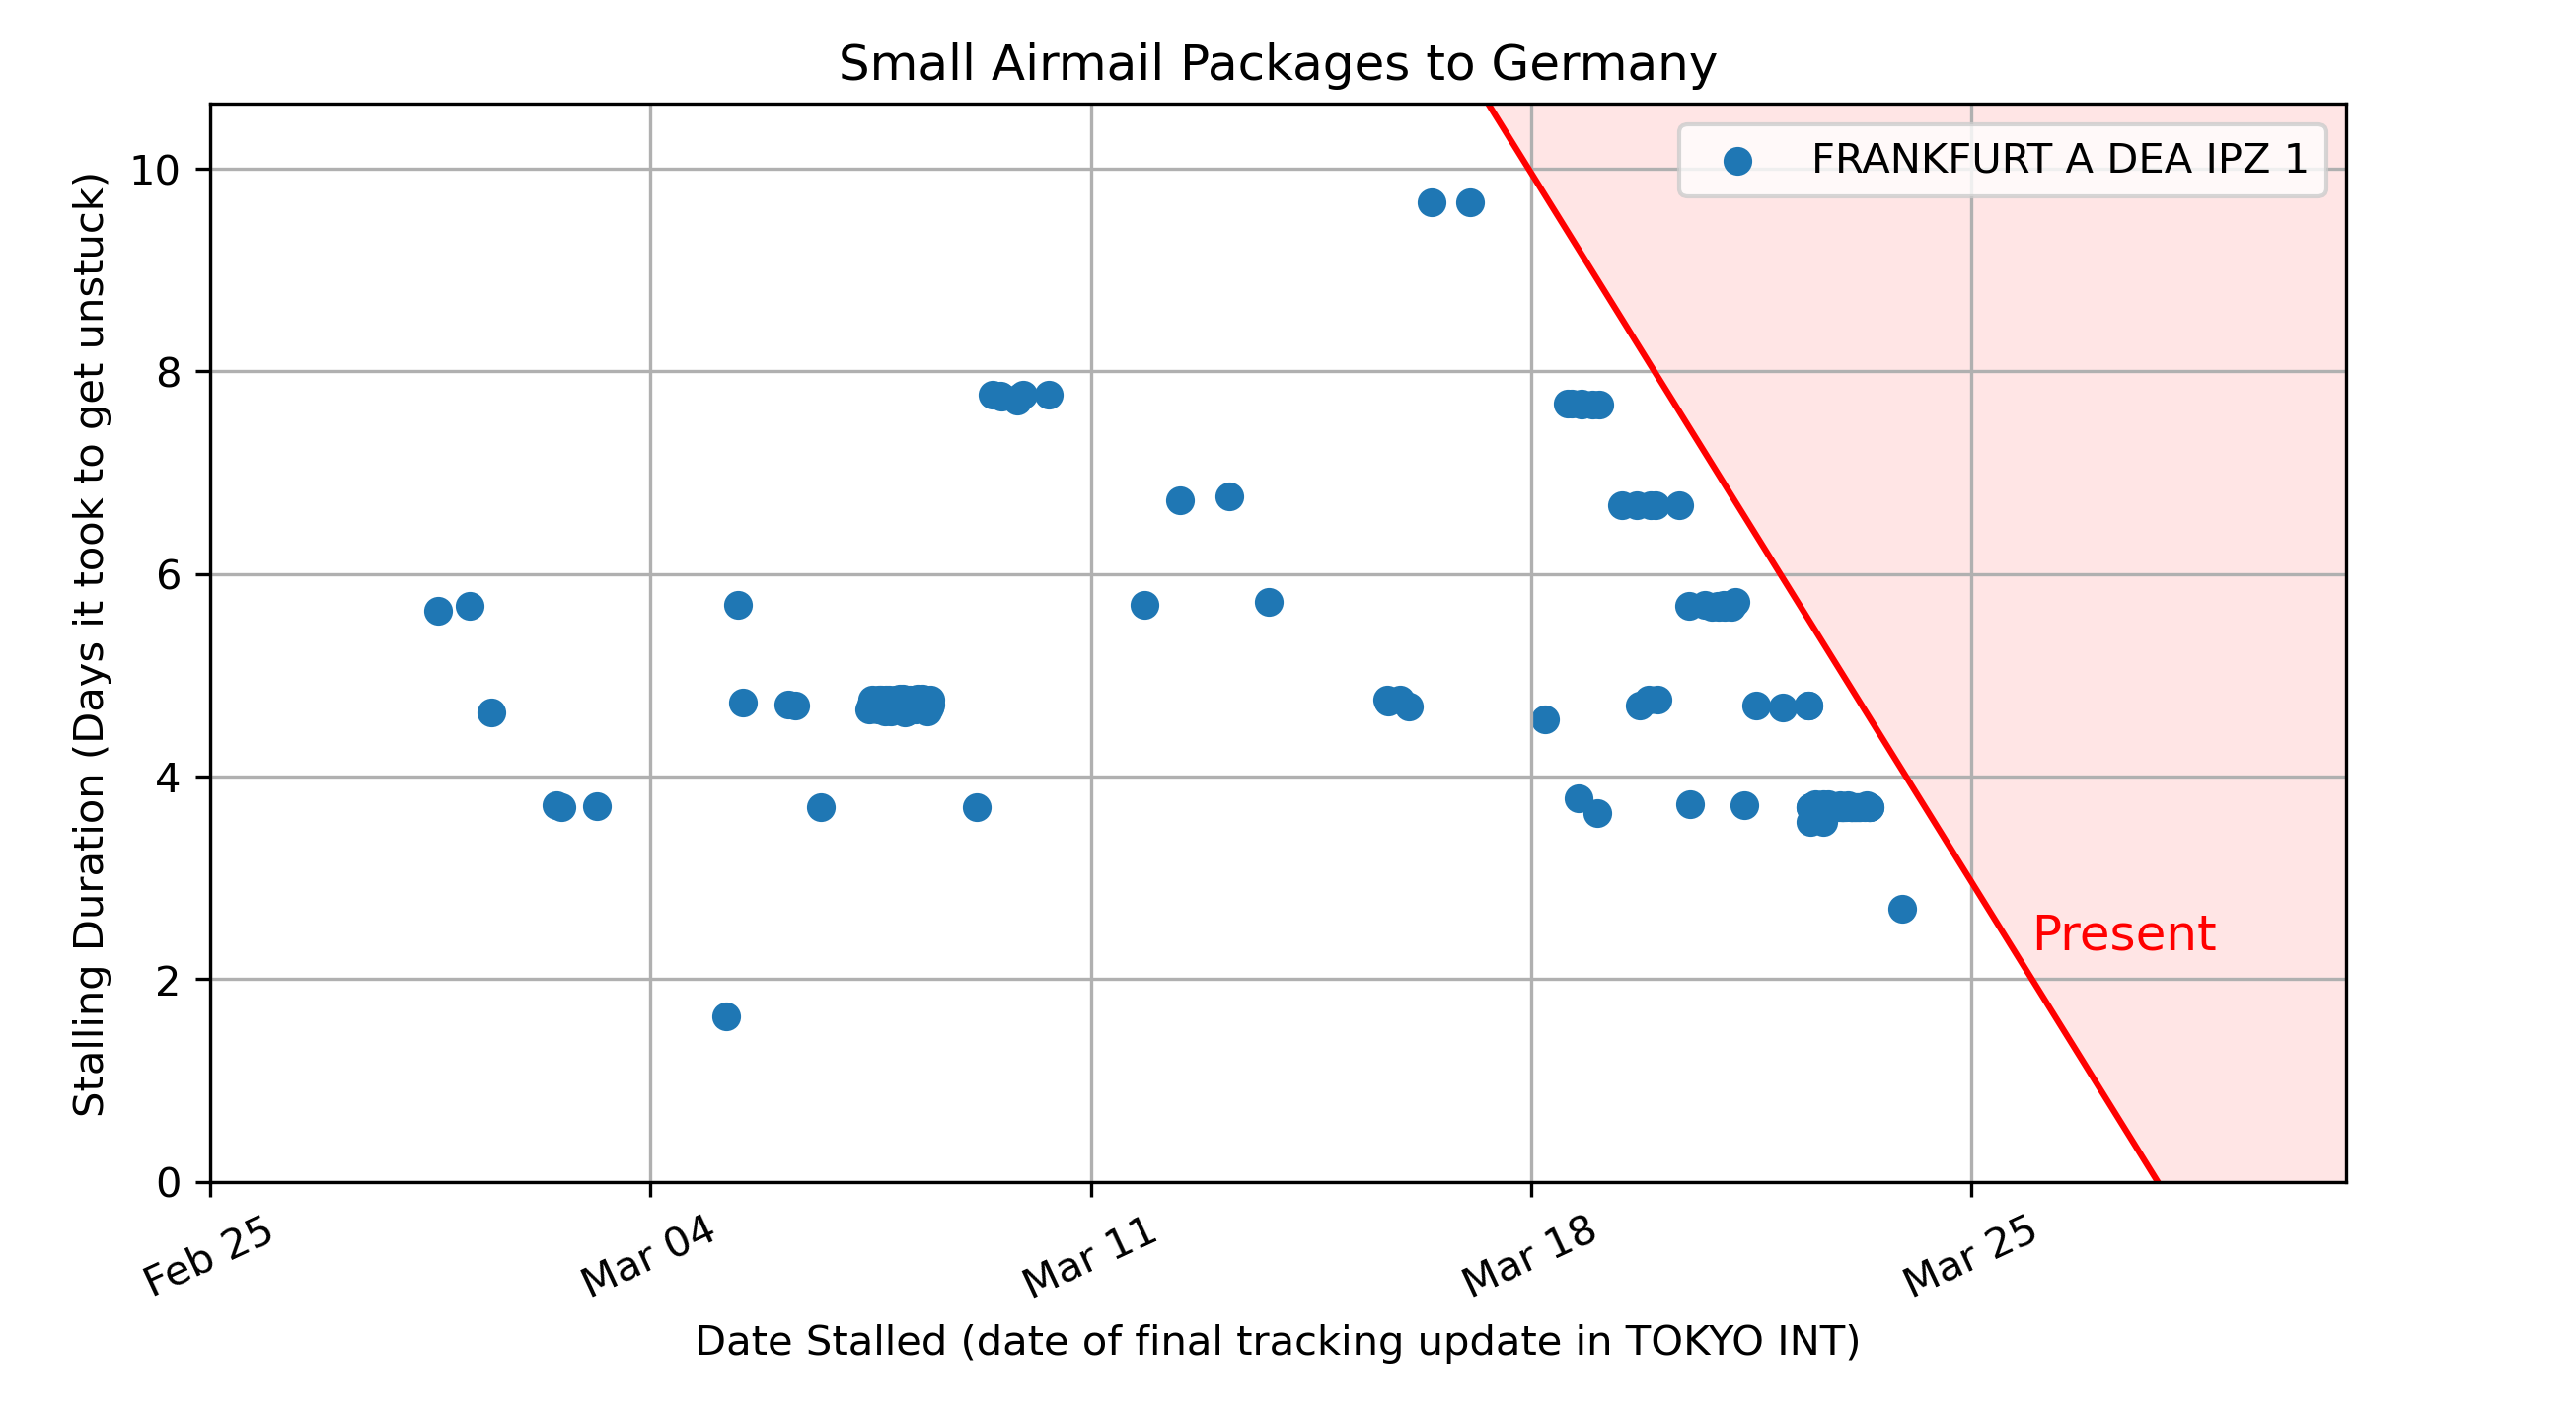 Small Airmail Packages to Germany
FRANKFURT A DEA IPZ 1
Stalling Duration (Days it took to get unstuck)
10
8
6
4
2
0
Present
Feb 25
Mar 04
Mar 11
Mar 18
Mar 25
Date Stalled (date of final tracking update in TOKYO INT)